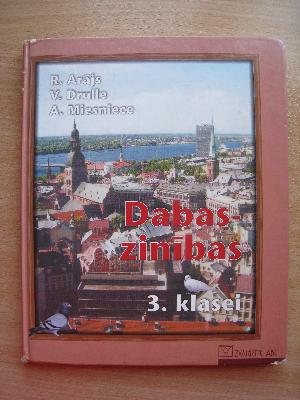 R. Arājs
V. Drulle
A. Miesniece
Dabas
zinības
3. klasei
ZVAIGZNE ABC